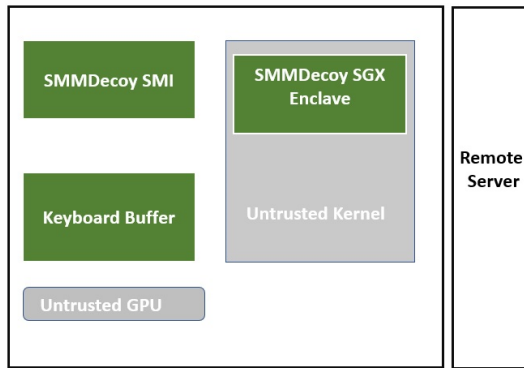 SMMDecoy SMI
SMMDecoy SGX
Enclave
Remote
Server
Keyboard Buffer
Untrusted Kernel
Untrusted GPU